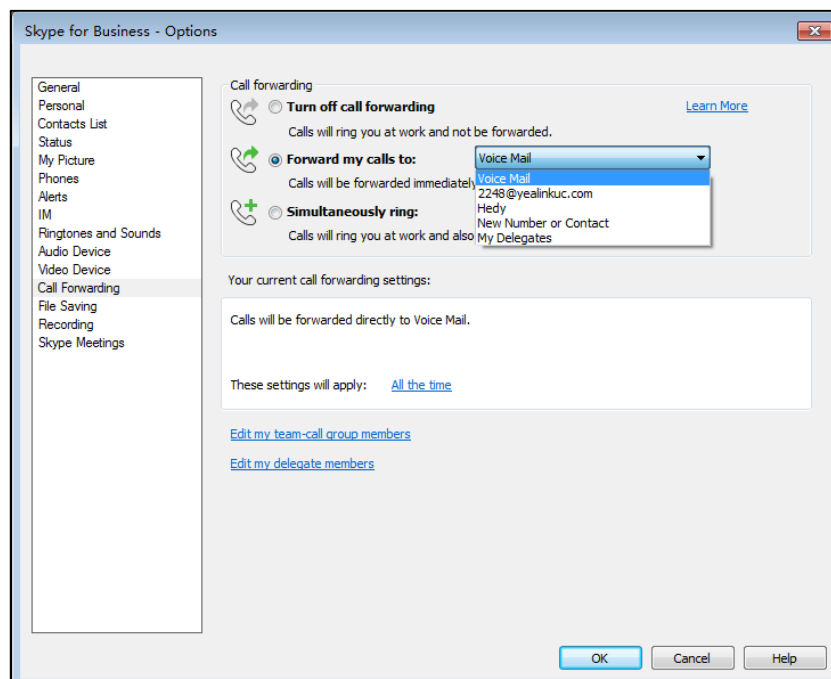 Skype for Business - Options
General
Personal
Contacts List
Status
My Picture
Phones
Alerts
IM
Ringtones and Sounds
Audio Device
Video Device
Call Forwarding
File Saving
Recording
Skype Meetings
Call forwarding
Turn off call forwarding
Learn More
Calls will ring you at work and not be forwarded.
Forward my calls to:
Voice Mail
Calls will be forwarded immediately
Voice Mail
2248@yealinkuc.com
Hedy
New Number or Contact
My Delegates
Simultaneously ring:
Calls will ring you at work and also
Your current call forwarding settings:
Calls will be forwarded directly to Voice Mail.
These settings will apply: All the time
Edit my team-call group members
Edit my delegate members
OK Cancel Help